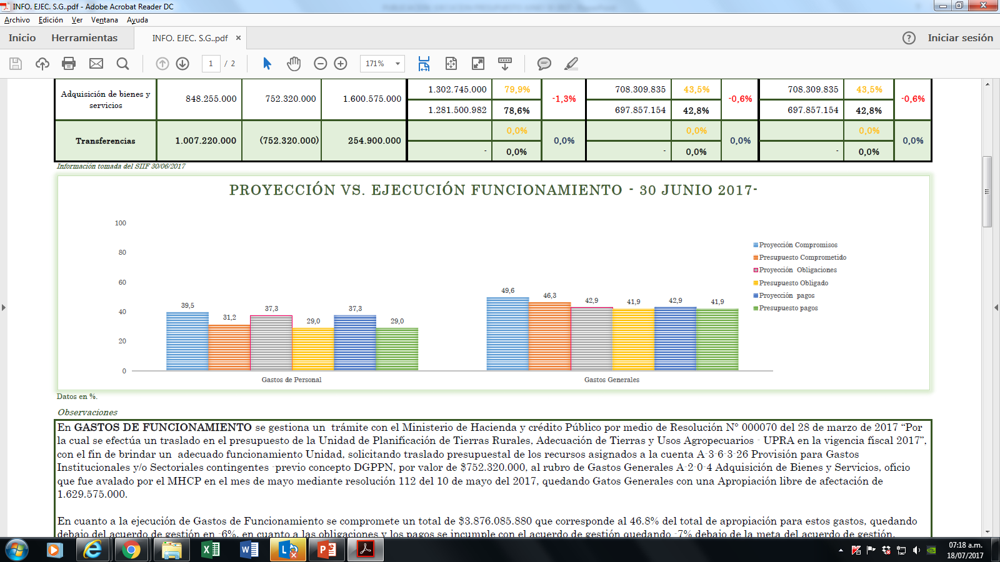 INFO. EJEC. S.G..pdf - Adobe Acrobat Reader DC
Archivo Edición Ver Ventana Ayuda
Inicio Herramientas INFO. EJEC. S.G..pdf × ? Iniciar sesión
1 / 2 171%
Adquisición de bienes y servicios 848.255.000 752.320.000 1.600.575.000 1.302.745.000 79,9% -1,3% 708.309.835 43,5% -0,6% 708.309.835 43,5% -0,6%
1.281.500.982 78,6% 697.857.154 42,8% 697.857.154 42,8%
Transferencias 1.007.220.000 (752.320.000) 254.900.000 0,0% 0,0% 0,0% 0,0% 0,0% 0,0%
- 0,0% - 0,0% - 0,0%
Información tomada del SIIF 30/06/2017
PROYECCIÓN VS. EJECUCIÓN FUNCIONAMIENTO - 30 JUNIO 2017-
100
80
60
40
20
0
39,5 31,2 37,3 29,0 37,3 29,0
49,6 46,3 42,9 41,9 42,9 41,9
Gastos de Personal Gastos Generales
Proyección Compromisos
Presupuesto Comprometido
Proyección Obligaciones
Presupuesto Obligado
Proyección pagos
Presupuesto pagos
Datos en %.
Observaciones
En GASTOS DE FUNCIONAMIENTO se gestiona un trámite con el Ministerio de Hacienda y crédito Público por medio de Resolución N° 000070 del 28 de marzo de 2017 “Por
la cual se efectúa un traslado en el presupuesto de la Unidad de Planificación de Tierras Rurales, Adecuación de Tierras y Usos Agropecuarios - UPRA en la vigencia fiscal 2017”,
con el fin de brindar un adecuado funcionamiento Unidad, solicitando traslado presupuestal de los recursos asignados a la cuenta A-3-6-3-26 Provisión para Gastos
Institucionales y/o Sectoriales contingentes -previo concepto DGPPN, por valor de $752.320.000, al rubro de Gastos Generales A-2-0-4 Adquisición de Bienes y Servicios, oficio
que fue avalado por el MHCP en el mes de mayo mediante resolución 112 del 10 de mayo del 2017, quedando Gatos Generales con una Apropiación libre de afectación de
1.629.575.000.
En cuanto a la ejecución de Gastos de Funcionamiento se compromete un total de $3.876.085.880 que corresponde al 46.8% del total de apropiación para estos gastos, quedando
debajo del acuerdo de gestión en -6%, en cuanto a las obligaciones y los pagos se incumple con el acuerdo de gestión quedando -7% debajo de la meta del acuerdo de gestión.
07:18 a.m.
18/07/2017